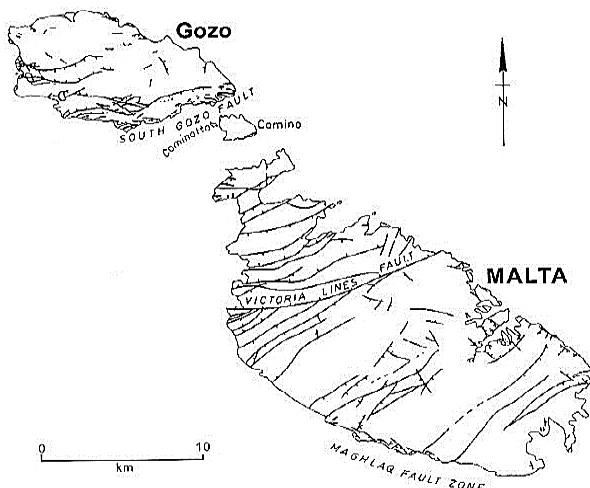 Gozo
N
SOUTH GOZO FAULT
Cominotto
Comino
VICTORIA LINES FAULT
MALTA
0 10
km
MAGHLAQ FAULT ZONE